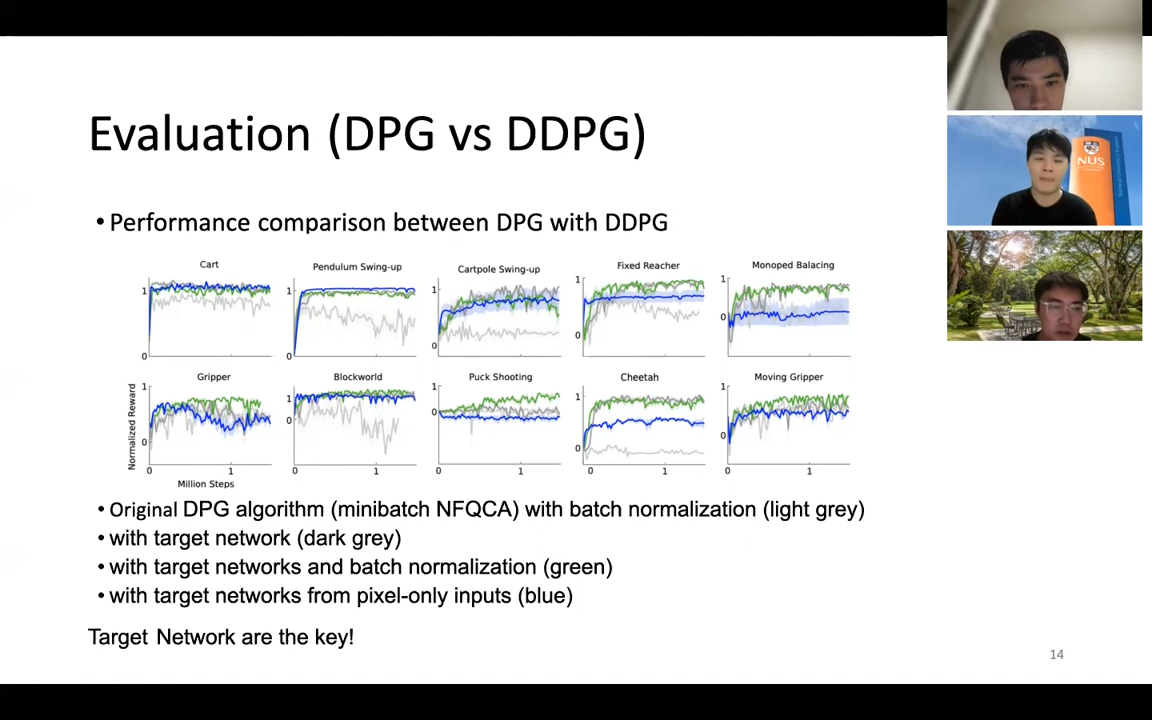 Evaluation (DPG vs DDPG)
• Performance comparison between DPG with DDPG
Cart
Pendulum Swing-up
Cartpole Swing-up
Fixed Reacher
Monoped Balacing
1
0
1
0
1
0
1
0
1
0
Gripper
Blockworld
Puck Shooting
Cheetah
Moving Gripper
Normalized Reward
1
0
1
0
1
0
1
0
1
0
0 1
0 1
0 1
0 1
0 1
Million Steps
• Original DPG algorithm (minibatch NFQCA) with batch normalization (light grey)
• with target network (dark grey)
• with target networks and batch normalization (green)
• with target networks from pixel-only inputs (blue)
Target Network are the key!
14
NUS